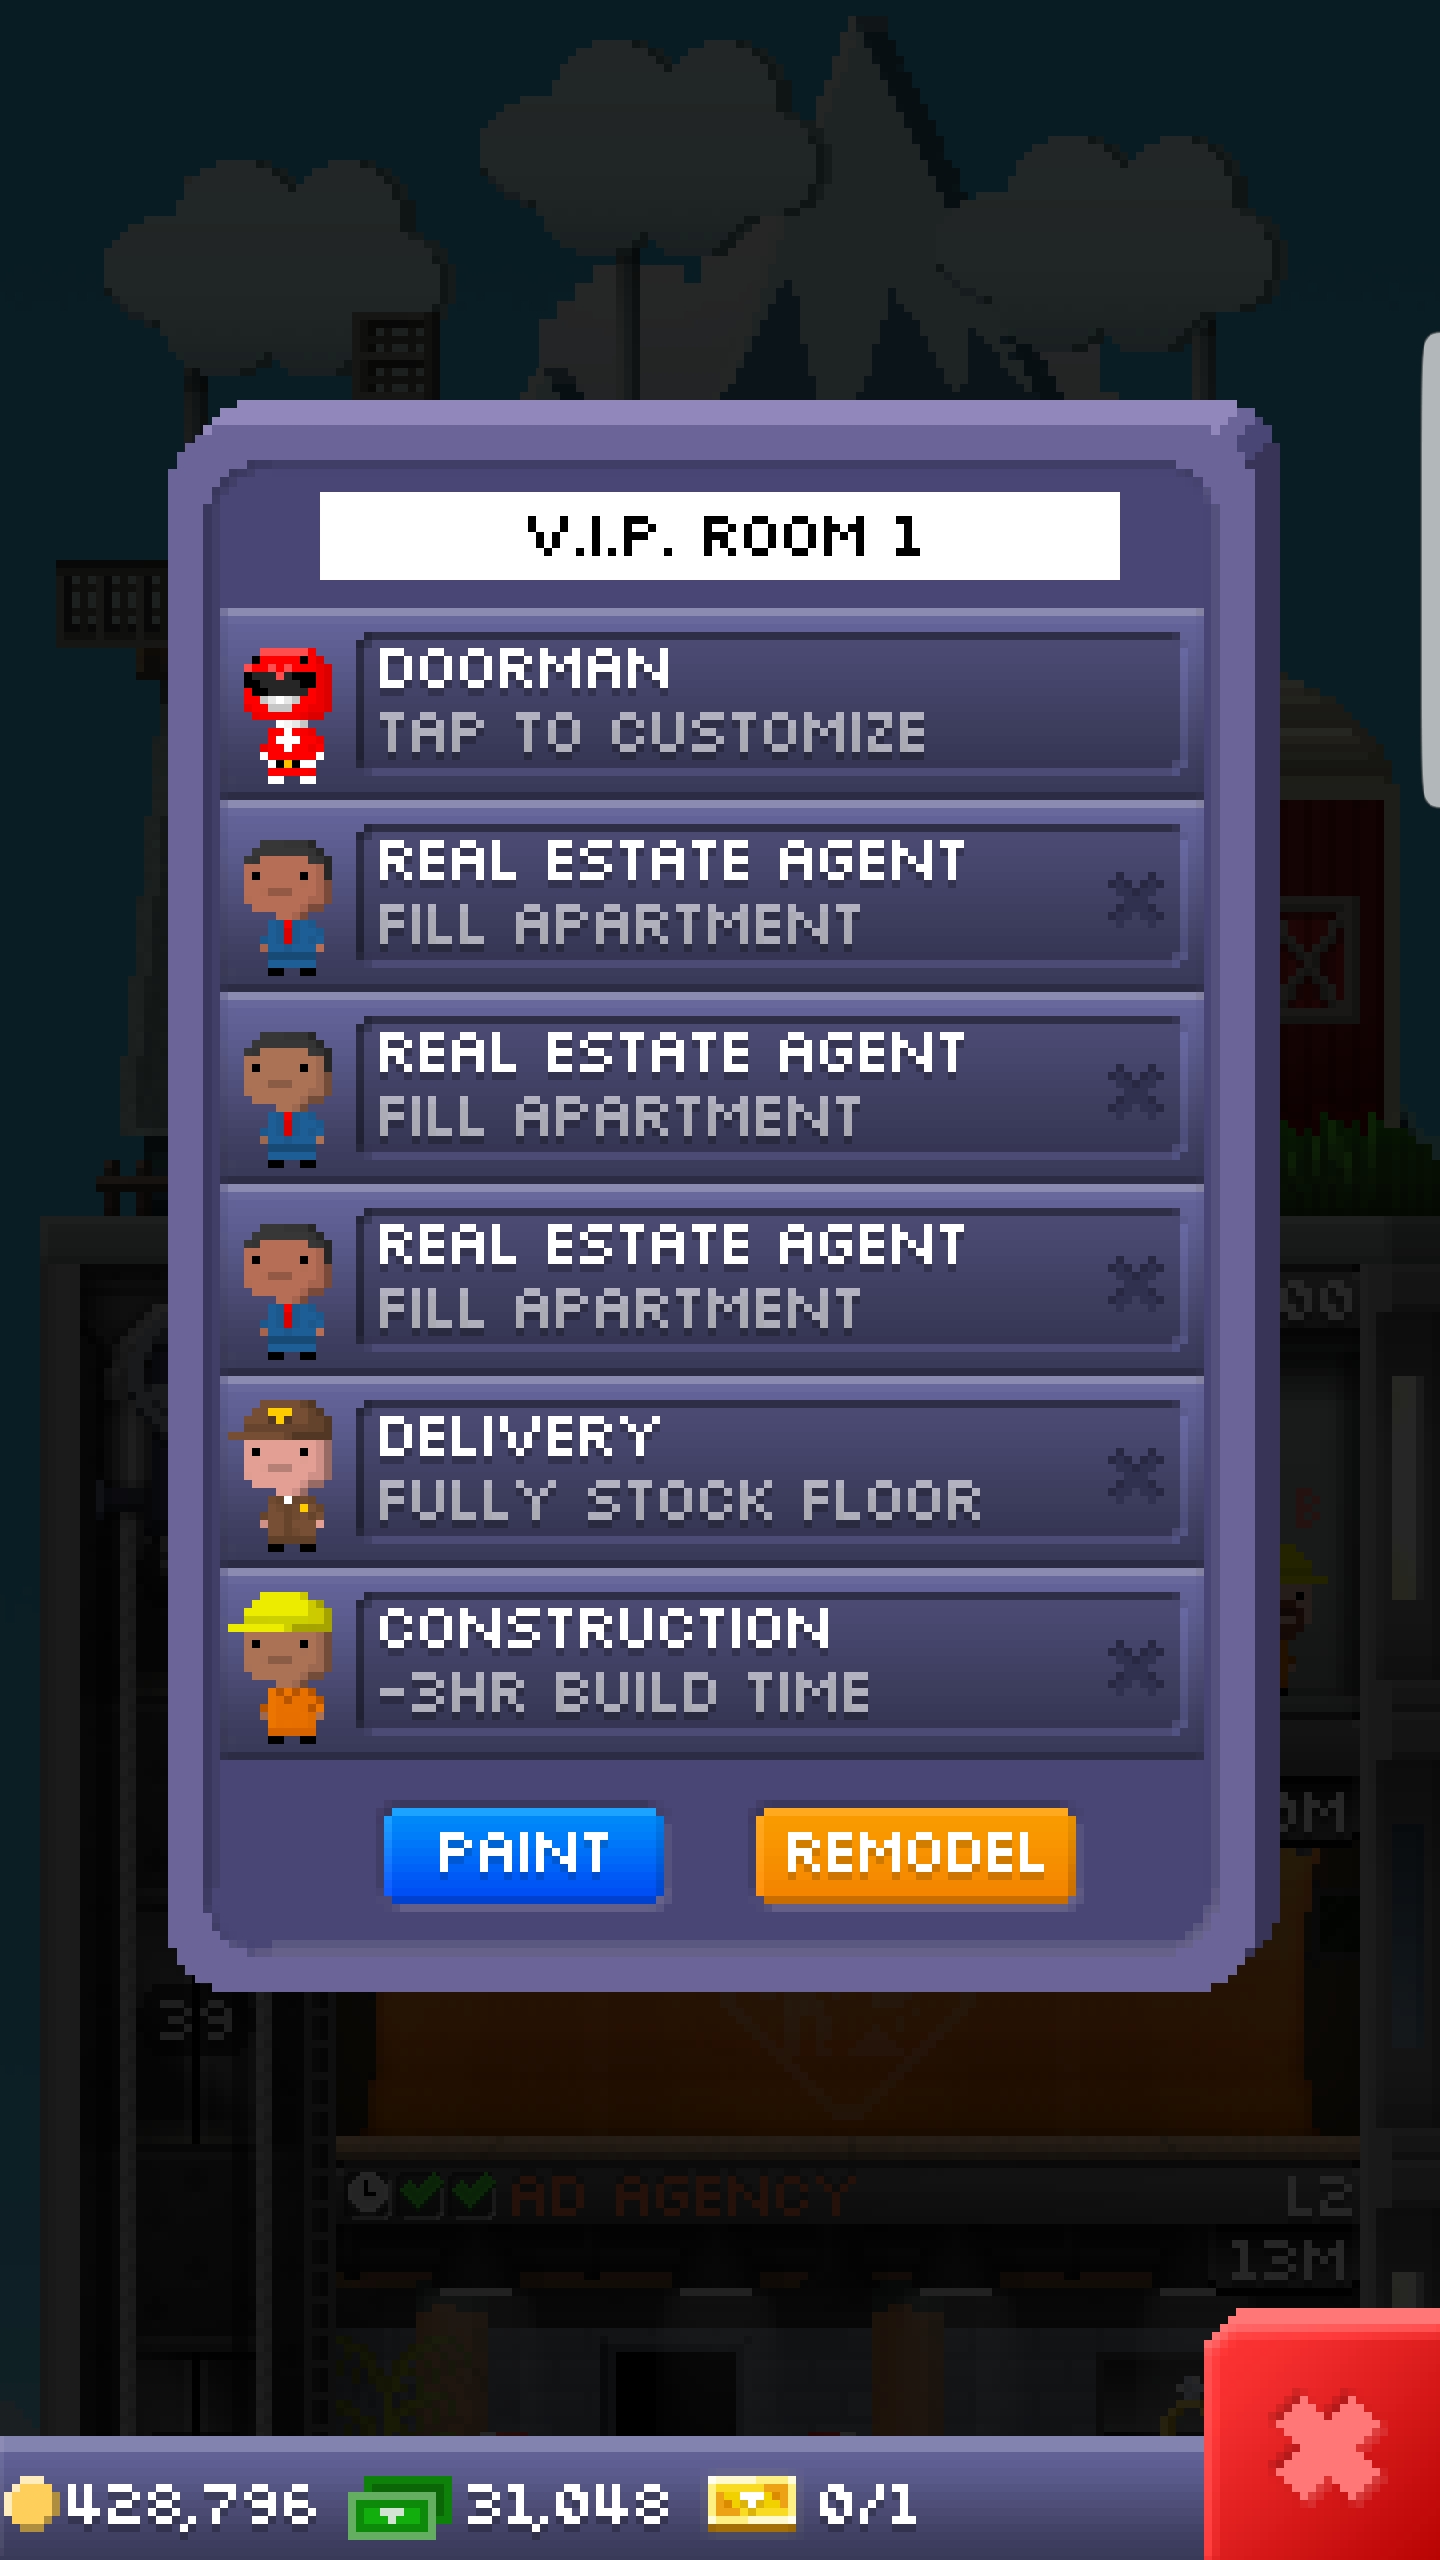 V.I.P. ROOM 1
DOORMAN
TAP TO CUSTOMIZE
REAL ESTATE AGENT
FILL APARTMENT
REAL ESTATE AGENT
FILL APARTMENT
REAL ESTATE AGENT
FILL APARTMENT
DELIVERY
FULLY STOCK FLOOR
CONSTRUCTION
-3HR BUILD TIME
PAINT
REMODEL
39
AD AGENCY
L2
13M
428,796
31,048
0/1